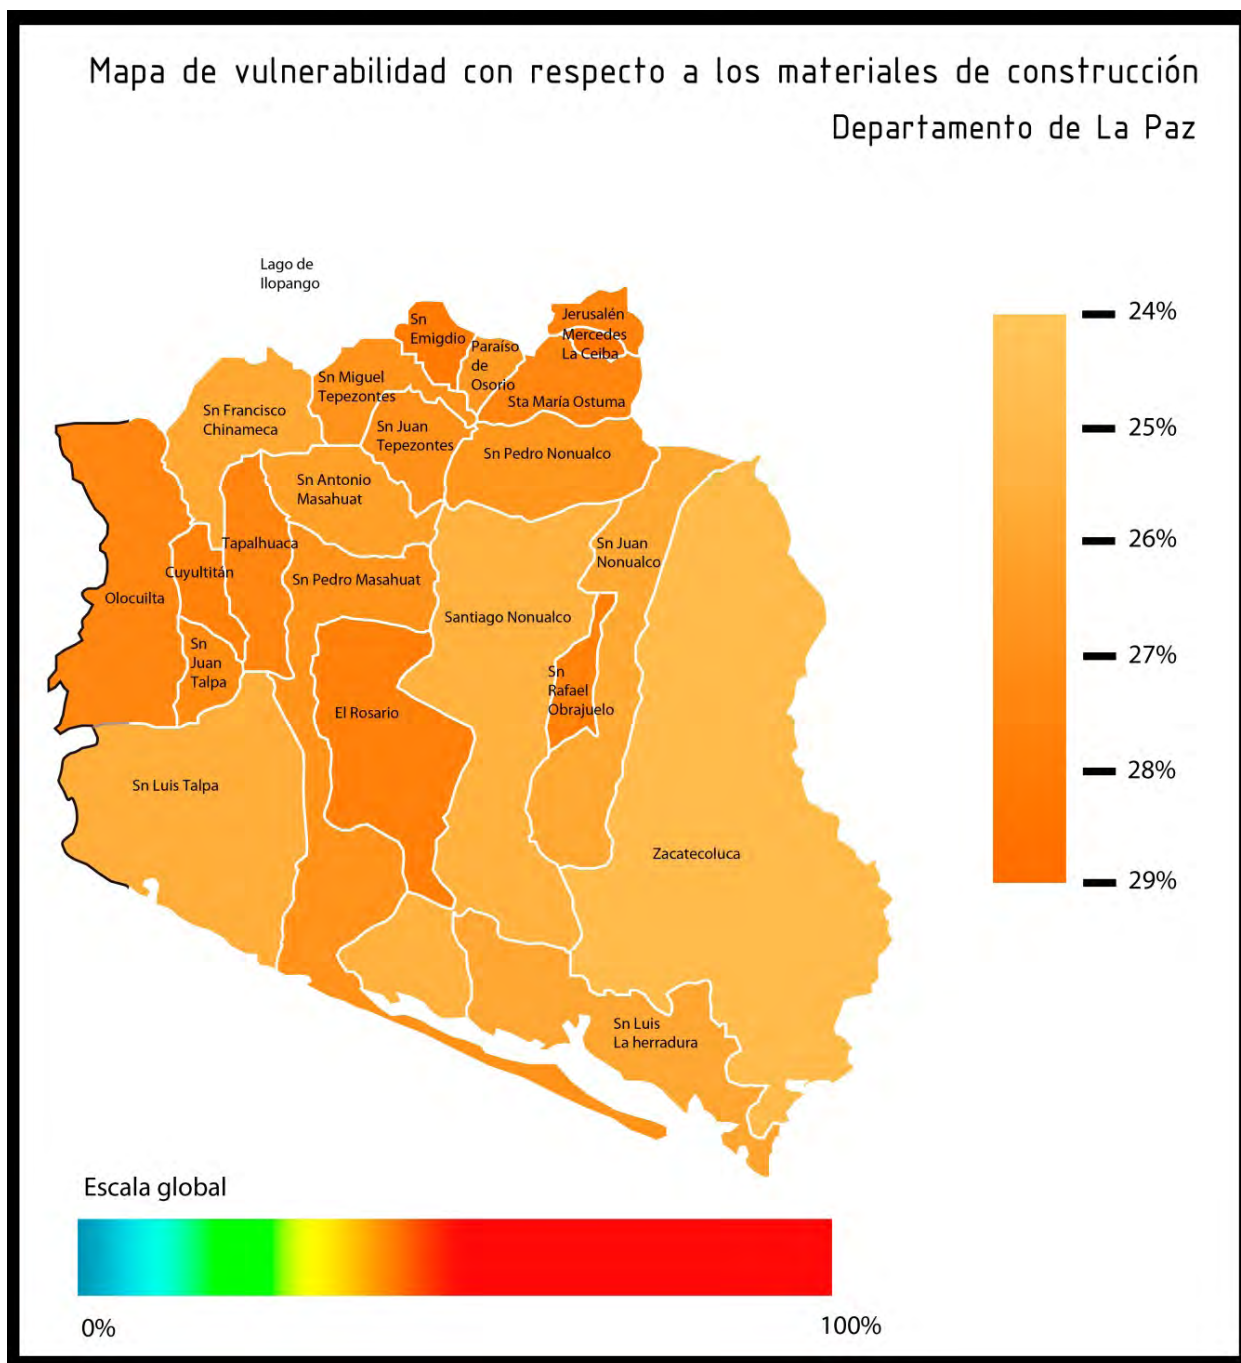 Mapa de vulnerabilidad con respecto a los materiales de construcción
Departamento de La Paz
Lago de
Ilopango
Sn
Emigdio
Jerusalén
Mercedes
La Ceiba
Paraiso
de
Osorio
Sn Miguel
Tepezontes
Sta María Ostuma
Sn Francisco
Chinameca
Sn Juan
Tepezontes
Sn Pedro Nonualco
Sn Antonio
Masahuat
Tapalhuaca
Sn Juan
Nonualco
Cuyultitán
Sn Pedro Masahuat
Olocuilta
Santiago Nonualco
Sn
Juan
Talpa
Sn
Rafael
Obrajuelo
El Rosario
Sn Luis Talpa
Zacatecoluca
Sn Luis
La herradura
24%
25%
26%
27%
28%
29%
Escala global
0%
100%